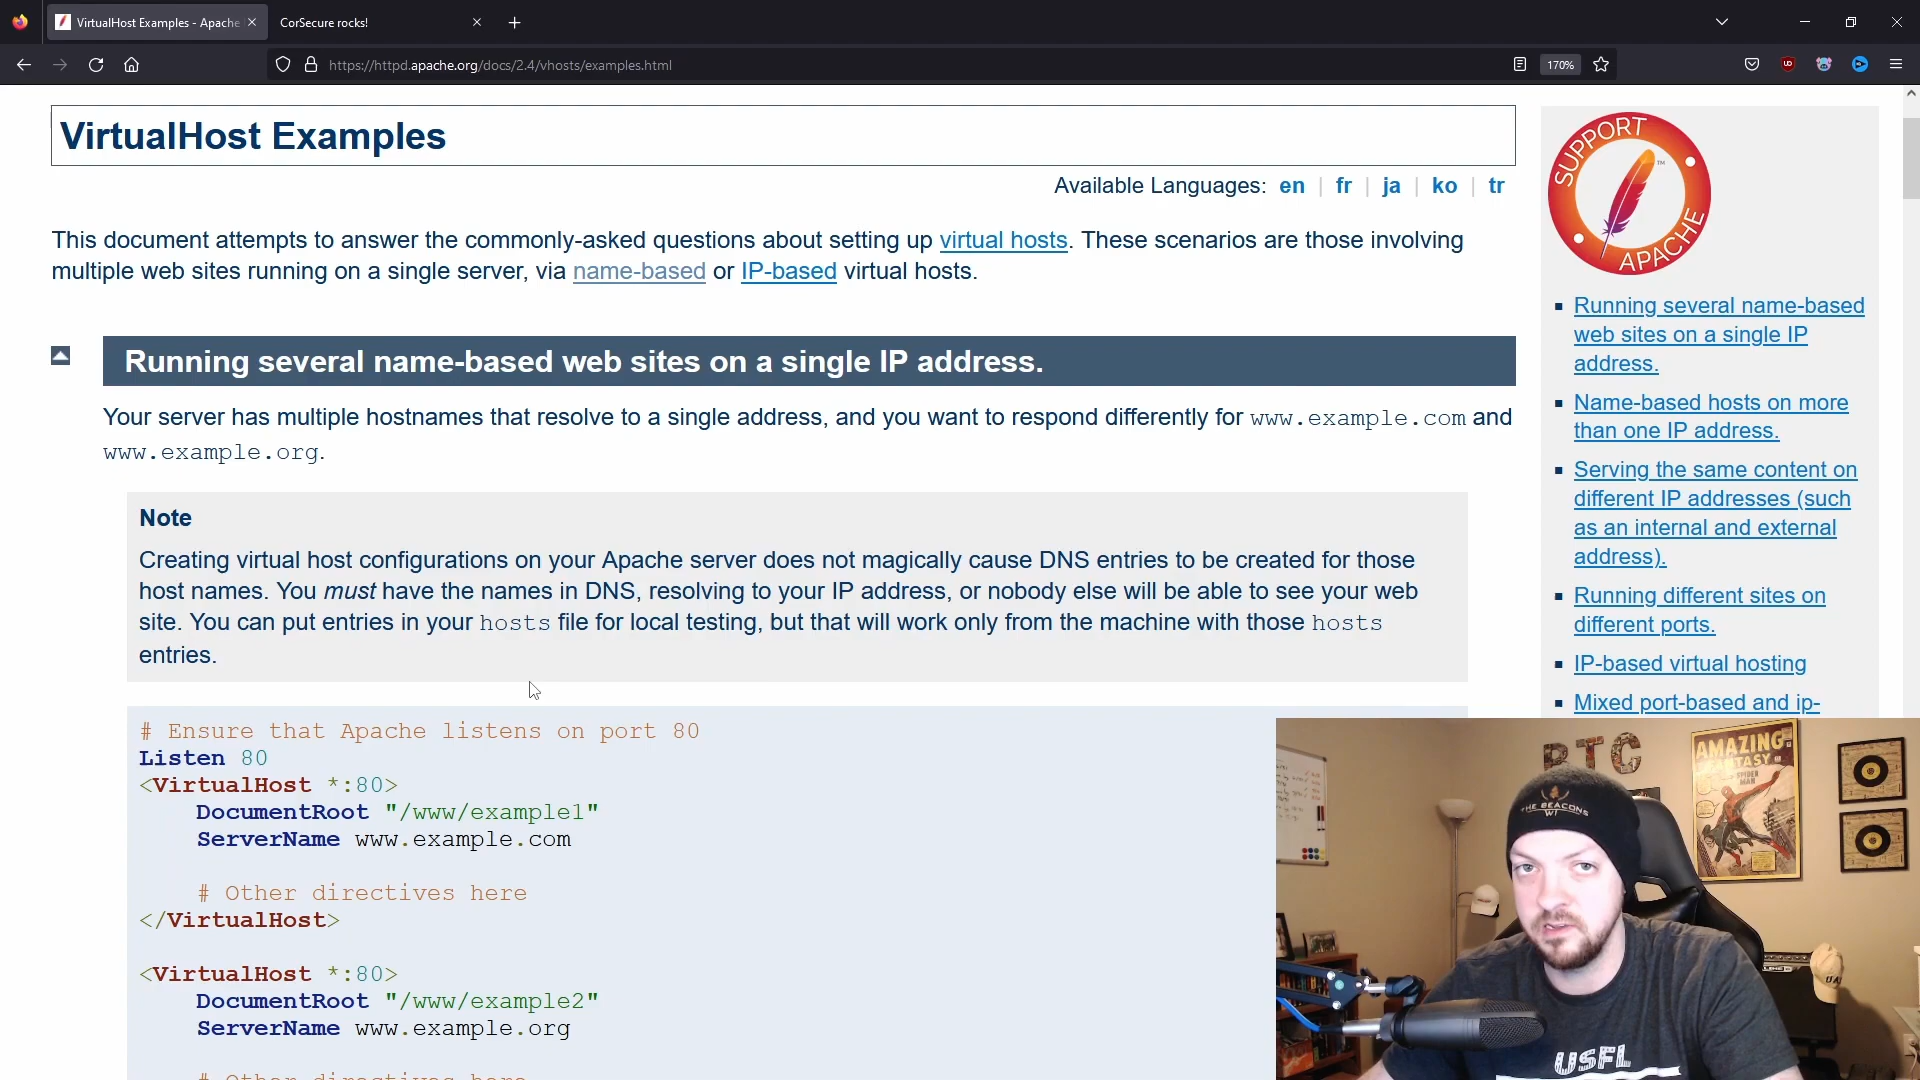 VirtualHost Examples - Apache
CorSecure rocks!
https://httpd.apache.org/docs/2.4/vhosts/examples.html
170%
VirtualHost Examples
Available Languages: en | fr | ja | ko | tr
This document attempts to answer the commonly-asked questions about setting up virtual hosts. These scenarios are those involving
multiple web sites running on a single server, via name-based or IP-based virtual hosts.
Running several name-based web sites on a single IP address.
Your server has multiple hostnames that resolve to a single address, and you want to respond differently for www.example.com and
www.example.org.
Note
Creating virtual host configurations on your Apache server does not magically cause DNS entries to be created for those
host names. You must have the names in DNS, resolving to your IP address, or nobody else will be able to see your web
site. You can put entries in your hosts file for local testing, but that will work only from the machine with those hosts
entries.
# Ensure that Apache listens on port 80
Listen 80
<VirtualHost *:80>
    DocumentRoot "/www/example1"
    ServerName www.example.com
    # Other directives here
</VirtualHost>
<VirtualHost *:80>
    DocumentRoot "/www/example2"
    ServerName www.example.org
    # Other directives here
SUPPORT
APACHE
TM
Running several name-based
web sites on a single IP
address.
Name-based hosts on more
than one IP address.
Serving the same content on
different IP addresses (such
as an internal and external
address).
Running different sites on
different ports.
IP-based virtual hosting
Mixed port-based and ip-
BTC
AMAZING
FANTASY
SPIDER
MAN
THE BEACONS
WI
USFL